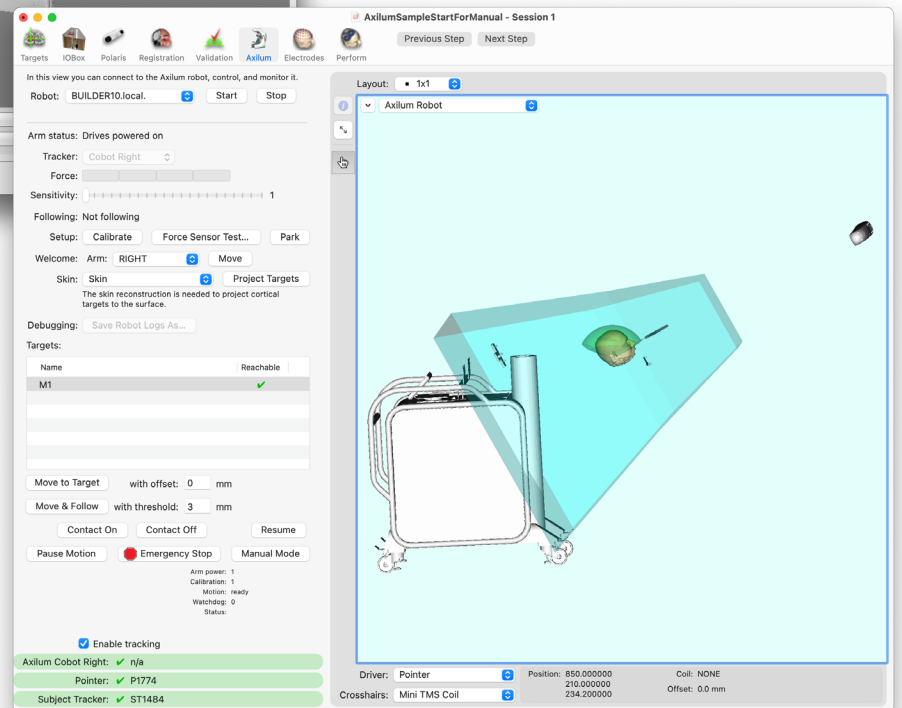 AxilumSampleStartForManual - Session 1
Targets IOBox Polaris Registration Validation Axilum Electrodes Perform
Previous Step Next Step
In this view you can connect to the Axilum robot, control, and monitor it.
Robot: BUILDER10.local. Start Stop
Arm status: Drives powered on
Tracker: Cobot Right
Force:
Sensitivity: 1
Following: Not following
Setup: Calibrate Force Sensor Test... Park
Welcome: Arm: RIGHT Move
Skin: Skin Project Targets
The skin reconstruction is needed to project cortical
targets to the surface.
Debugging: Save Robot Logs As...
Targets:
Name Reachable
M1
Move to Target with offset: 0 mm
Move & Follow with threshold: 3 mm
Contact On Contact Off Resume
Pause Motion Emergency Stop Manual Mode
Arm power: 1
Calibration: 1
Motion: ready
Watchdog: 0
Status:
Enable tracking
Axilum Cobot Right: n/a
Pointer: P1774
Subject Tracker: ST1484
Layout: 1x1
Axilum Robot
Driver: Pointer
Crosshairs: Mini TMS Coil
Position: 850.000000
210.000000
234.200000
Coil: NONE
Offset: 0.0 mm